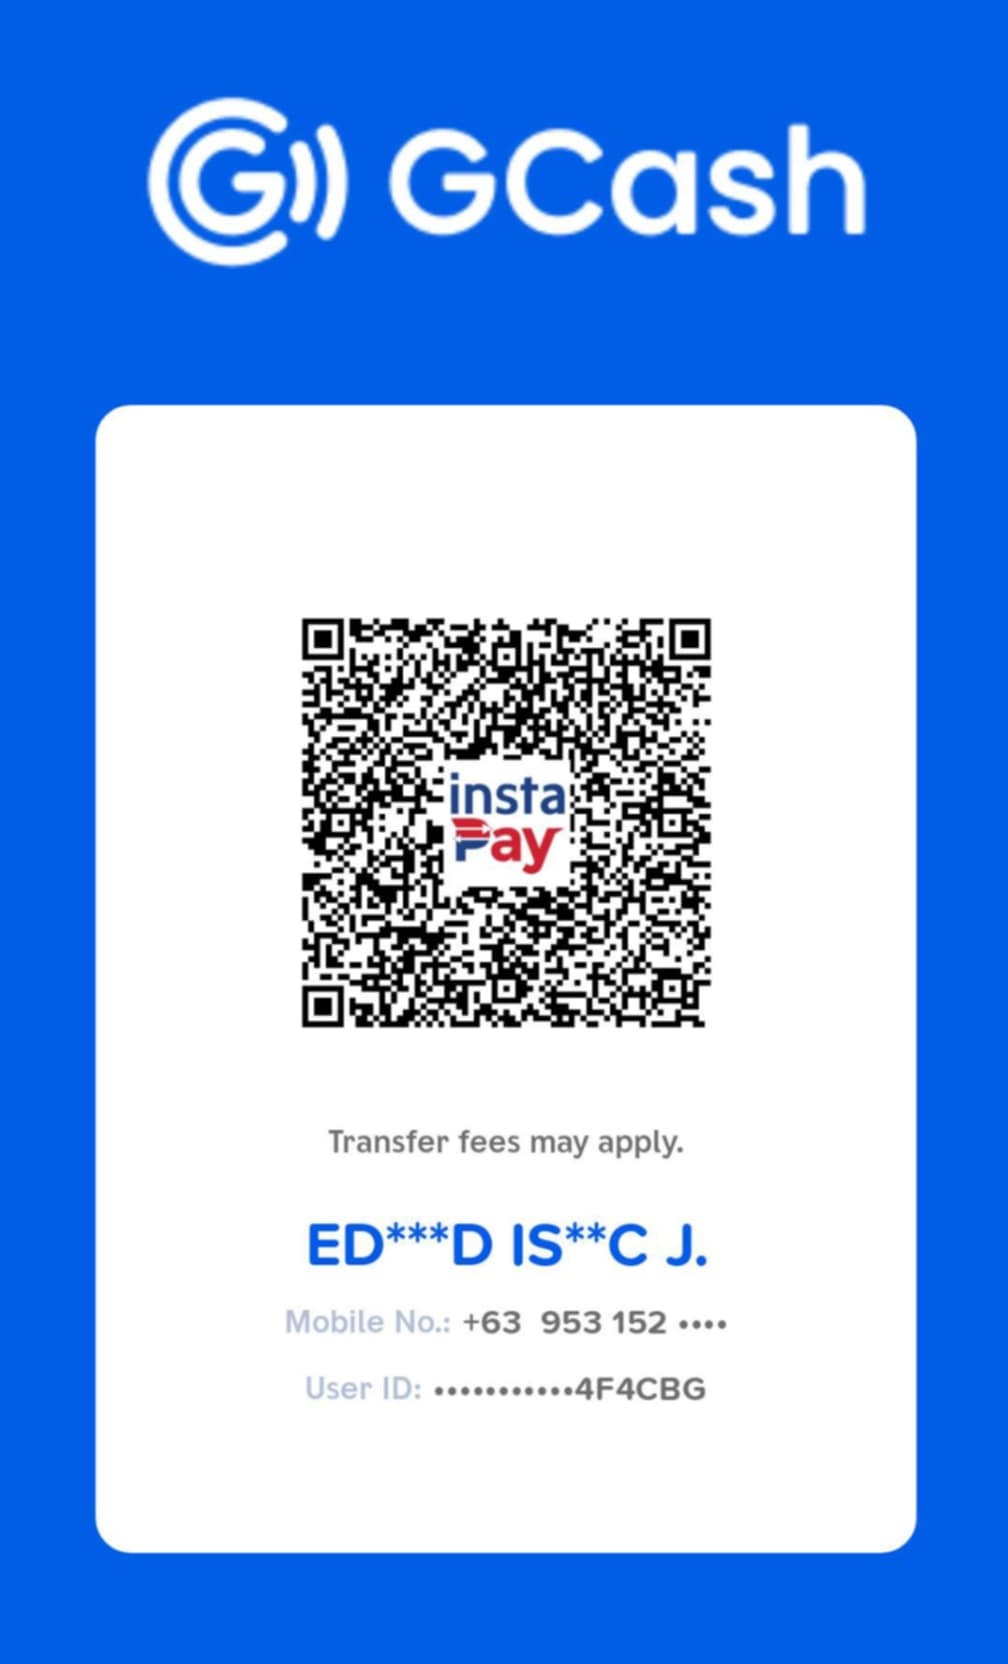 GCash
insta
Pay
Transfer fees may apply.
ED***D IS**C J.
Mobile No.: +63 953 152 ••••
User ID: •••••••••••4F4CBG